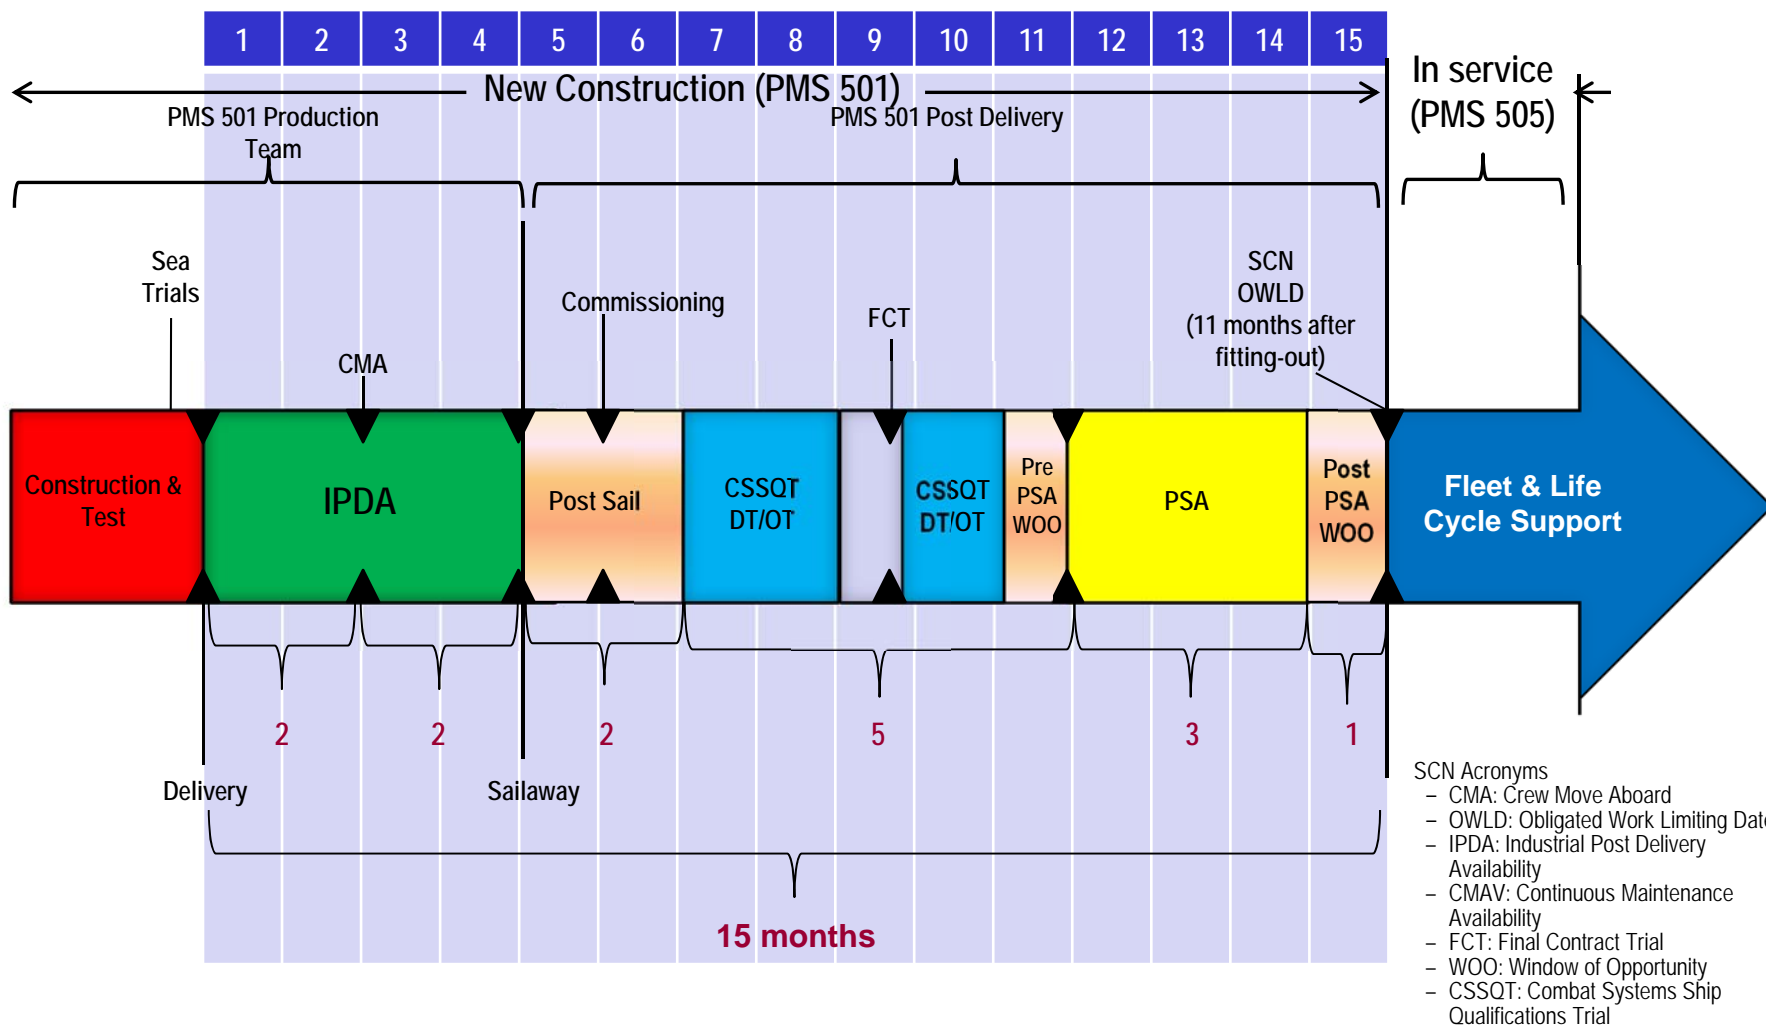 1 2 3 4 5 6 7 8 9 10 11 12 13 14 15
New Construction (PMS 501)
In service
(PMS 505)
PMS 501 Production
Team
PMS 501 Post Delivery
Sea
Trials
CMA
Commissioning
FCT
SCN
OWLD
(11 months after
fitting-out)
Construction &
Test
IPDA
Post Sail
CSSQT
DT/OT
CSSQT
DT/OT
Pre
PSA
WOO
PSA
Post
PSA
WOO
Fleet & Life
Cycle Support
2 2 2 5 3 1
Delivery
Sailaway
15 months
SCN Acronyms
– CMA: Crew Move Aboard
– OWLD: Obligated Work Limiting Dat
– IPDA: Industrial Post Delivery
Availability
– CMAV: Continuous Maintenance
Availability
– FCT: Final Contract Trial
– WOO: Window of Opportunity
– CSSQT: Combat Systems Ship
Qualifications Trial